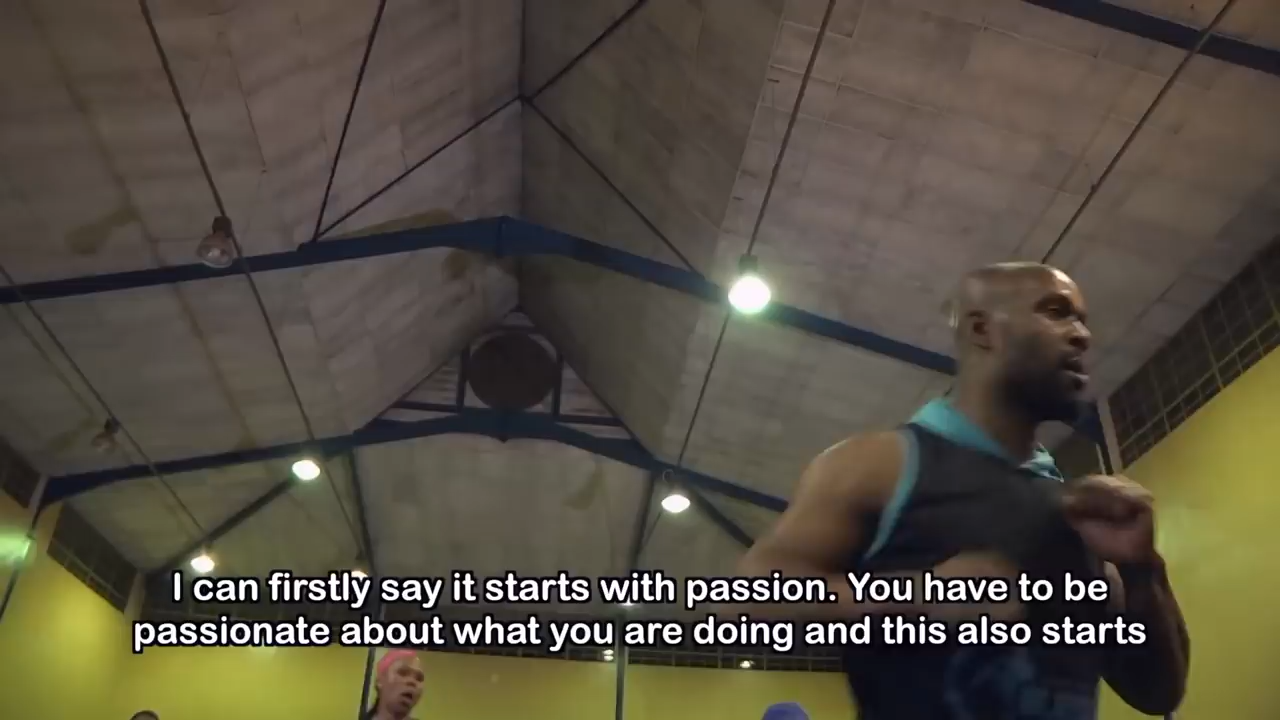 I can firstly say it starts with passion. You have to be
passionate about what you are doing and this also starts